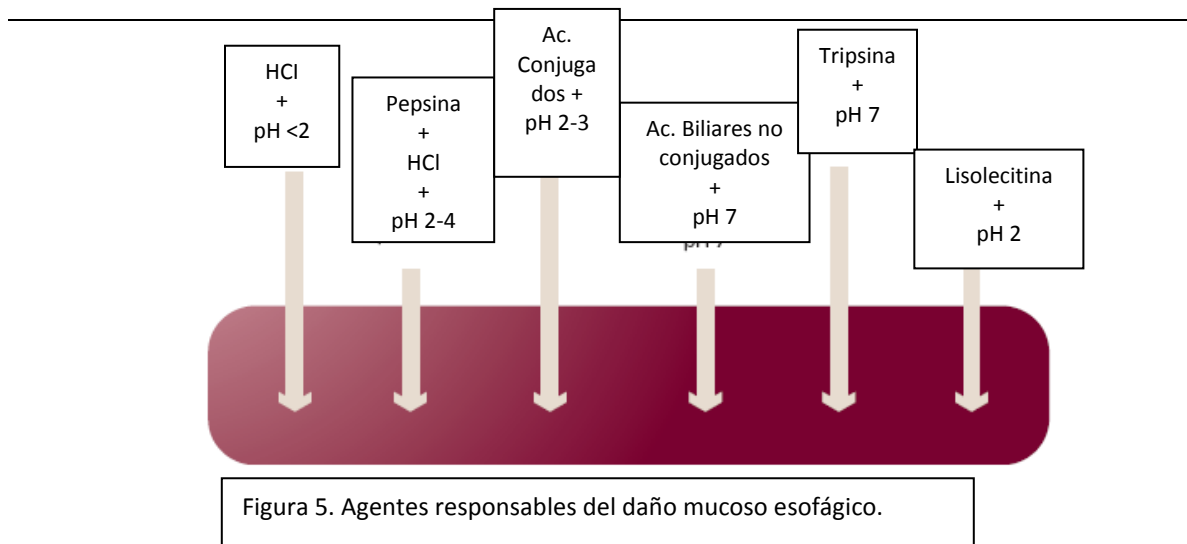 HCl
+
pH <2
Pepsina
+
HCl
+
pH 2-4
Ac.
Conjuga
dos +
pH 2-3
Ac. Biliares no
conjugados
+
pH 7
Tripsina
+
pH 7
Lisolecitina
+
pH 2
Figura 5. Agentes responsables del daño mucoso esofágico.